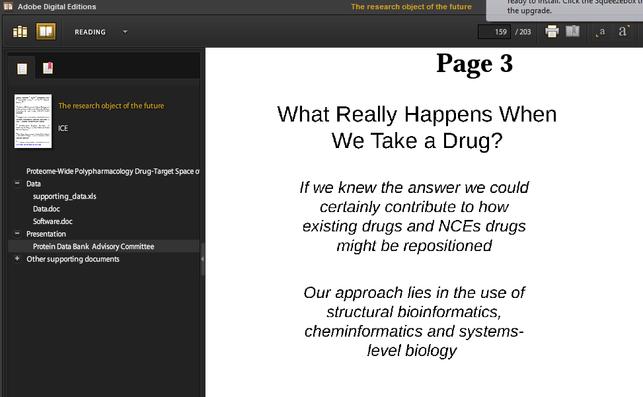 Adobe Digital Editions
The research object of the future
ready to install. Click the Squeezebox
the upgrade.
READING
159 / 203
a a
Page 3
The research object of the future
ICE
What Really Happens When
We Take a Drug?
Proteome-Wide Polypharmacology Drug-Target Space
Data
supporting_data.xls
Data.doc
Software.doc
Presentation
Protein Data Bank Advisory Committee
Other supporting documents
If we knew the answer we could
certainly contribute to how
existing drugs and NCEs drugs
might be repositioned
Our approach lies in the use of
structural bioinformatics,
cheminformatics and systems-
level biology